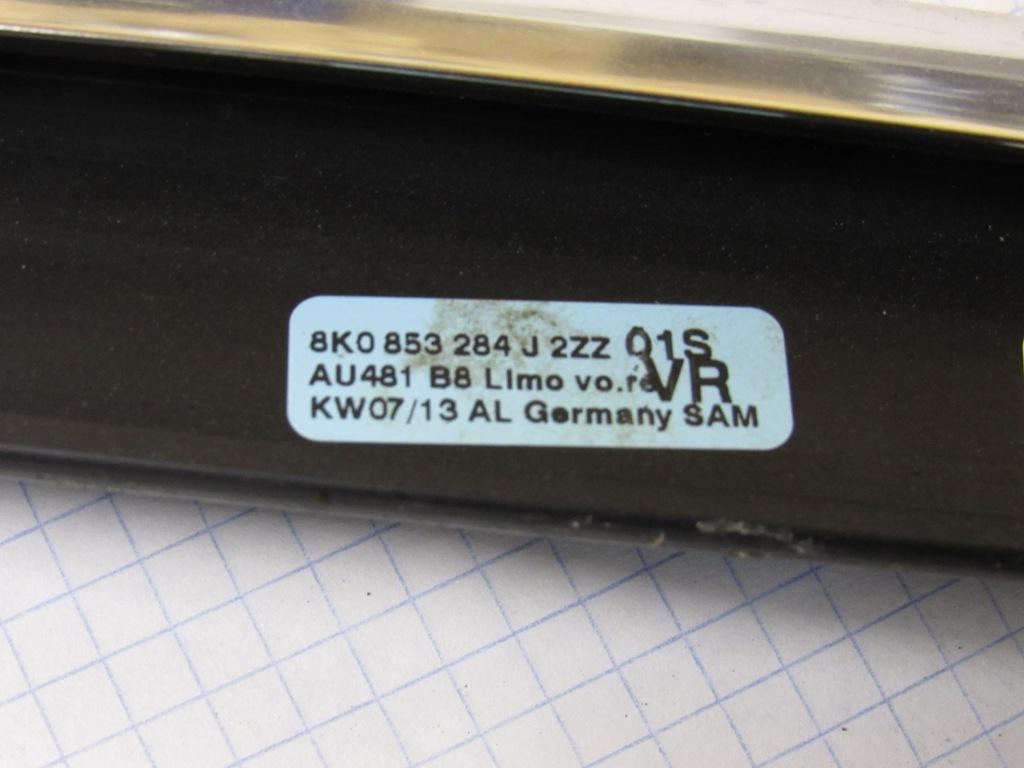 8K0 853 284 J 2ZZ 01S
AU481 B8 Limo vo.re VR
KW07/13 AL Germany SAM